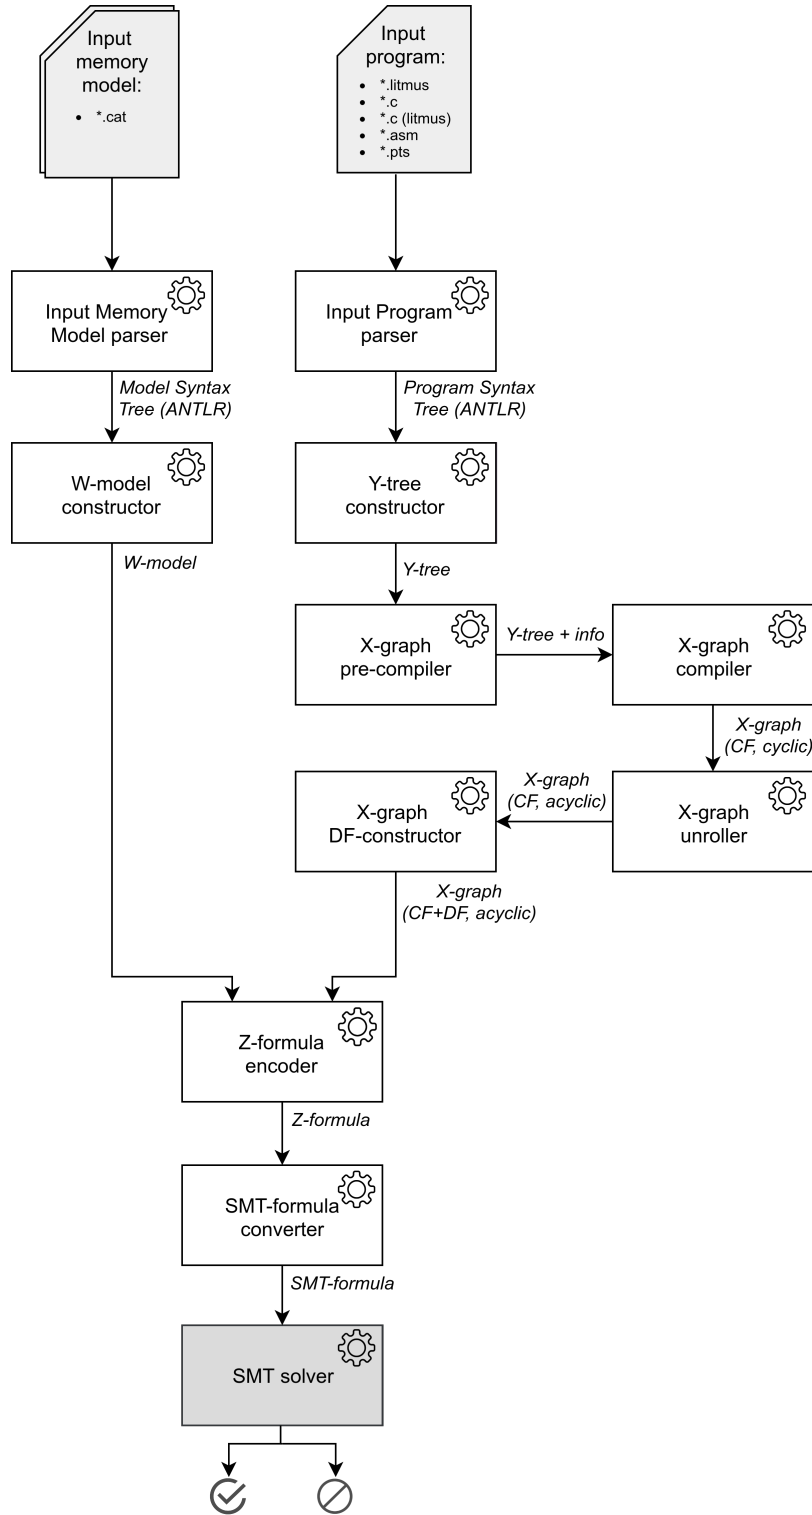 Input
memory
model:
• *.cat
Input
program:
• *.litmus
• *.c
• *.c (litmus)
• *.asm
• *.pts
Input Memory
Model parser
Input Program
parser
Model Syntax
Tree (ANTLR)
Program Syntax
Tree (ANTLR)
W-model
constructor
Y-tree
constructor
W-model
Y-tree
X-graph
pre-compiler
Y-tree + info
X-graph
compiler
X-graph
(CF, cyclic)
X-graph
DF-constructor
X-graph
(CF, acyclic)
X-graph
unroller
X-graph
(CF+DF, acyclic)
Z-formula
encoder
Z-formula
SMT-formula
converter
SMT-formula
SMT solver